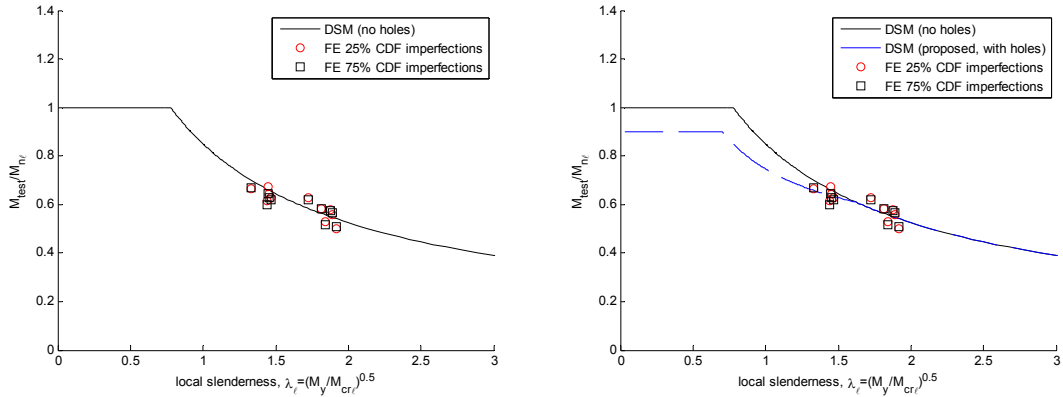 1.4
1.2
1
0.8
0.6
0.4
0.2
0
M_test/M_nℓ
DSM (no holes)
FE 25% CDF imperfections
FE 75% CDF imperfections
0 0.5 1 1.5 2 2.5 3
local slenderness, λ_ℓ=(M_y/M_crℓ)^0.5
1.4
1.2
1
0.8
0.6
0.4
0.2
0
M_test/M_nℓ
DSM (no holes)
DSM (proposed, with holes)
FE 25% CDF imperfections
FE 75% CDF imperfections
0 0.5 1 1.5 2 2.5 3
local slenderness, λ_ℓ=(M_y/M_crℓ)^0.5